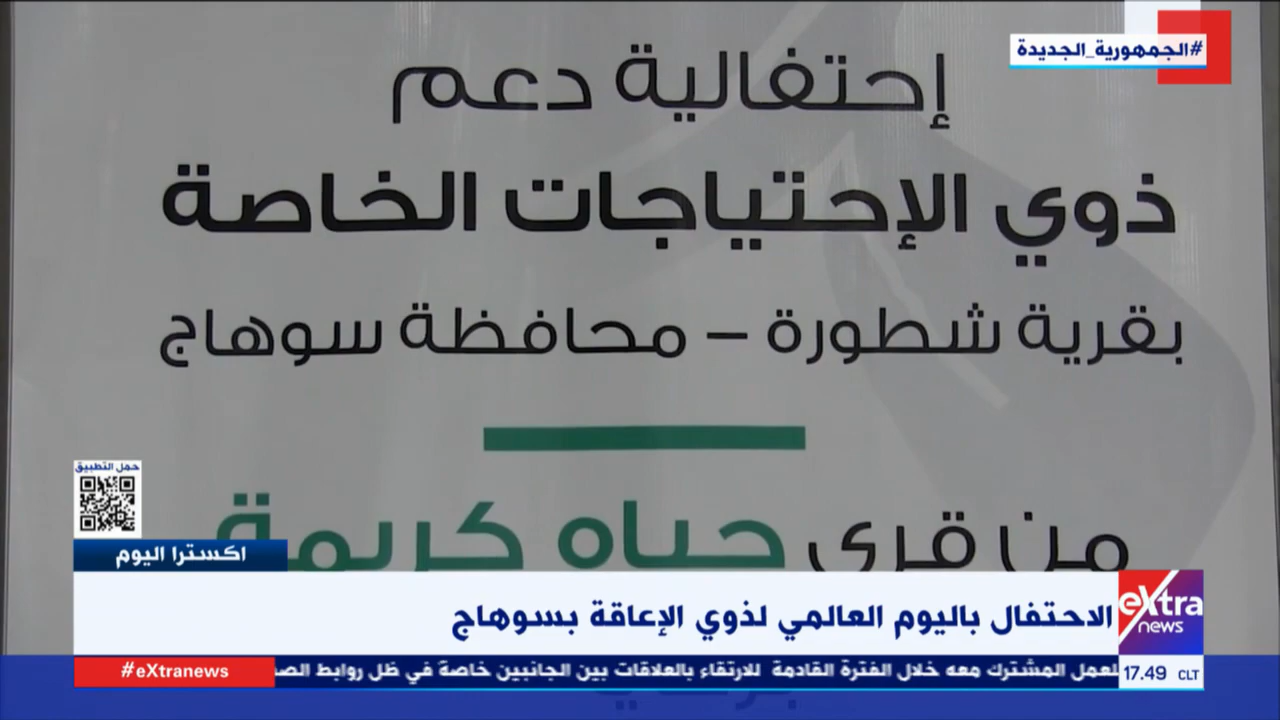 #الجمهورية_الجديدة
إحتفالية دعم
ذوي الإحتياجات الخاصة
بقرية شطورة – محافظة سوهاج
من قرى حياه كريمة
حمل التطبيق
اكسترا اليوم
الاحتفال باليوم العالمي لذوي الإعاقة بسوهاج
eXtra
news
#eXtranews
للعمل المشترك معه خلال الفترة القادمة للارتقاء بالعلاقات بين الجانبين خاصة في ظل روابط
17.49 CLT